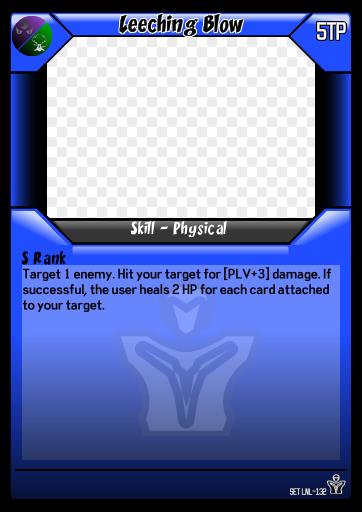 Leeching Blow
5TP
Skill - Physical
S Rank
Target 1 enemy. Hit your target for [PLV+3] damage. If
successful, the user heals 2 HP for each card attached
to your target.
SET LNL-132